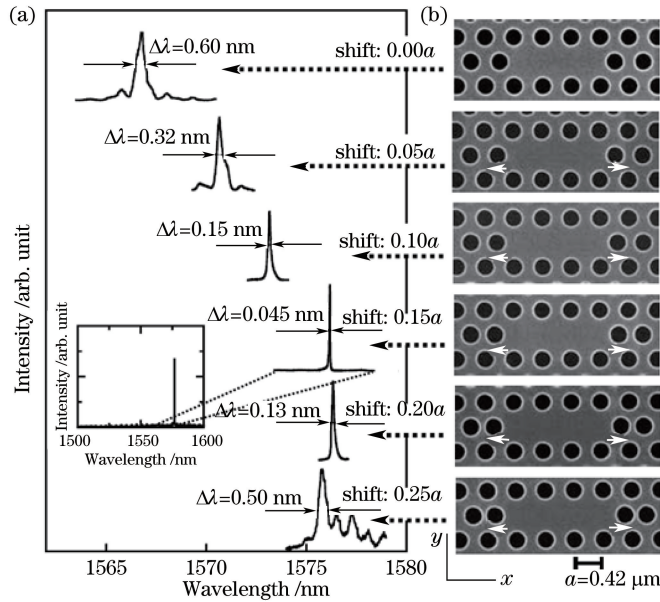 (a)
(b)
Δλ=0.60 nm
shift: 0.00a
Δλ=0.32 nm
shift: 0.05a
Δλ=0.15 nm
shift: 0.10a
Δλ=0.045 nm
shift: 0.15a
Δλ=0.13 nm
shift: 0.20a
Δλ=0.50 nm
shift: 0.25a
Intensity /arb. unit
Intensity /arb. unit
1500 1550 1600
Wavelength /nm
1565 1570 1575 1580
Wavelength /nm
y
x
a=0.42 μm